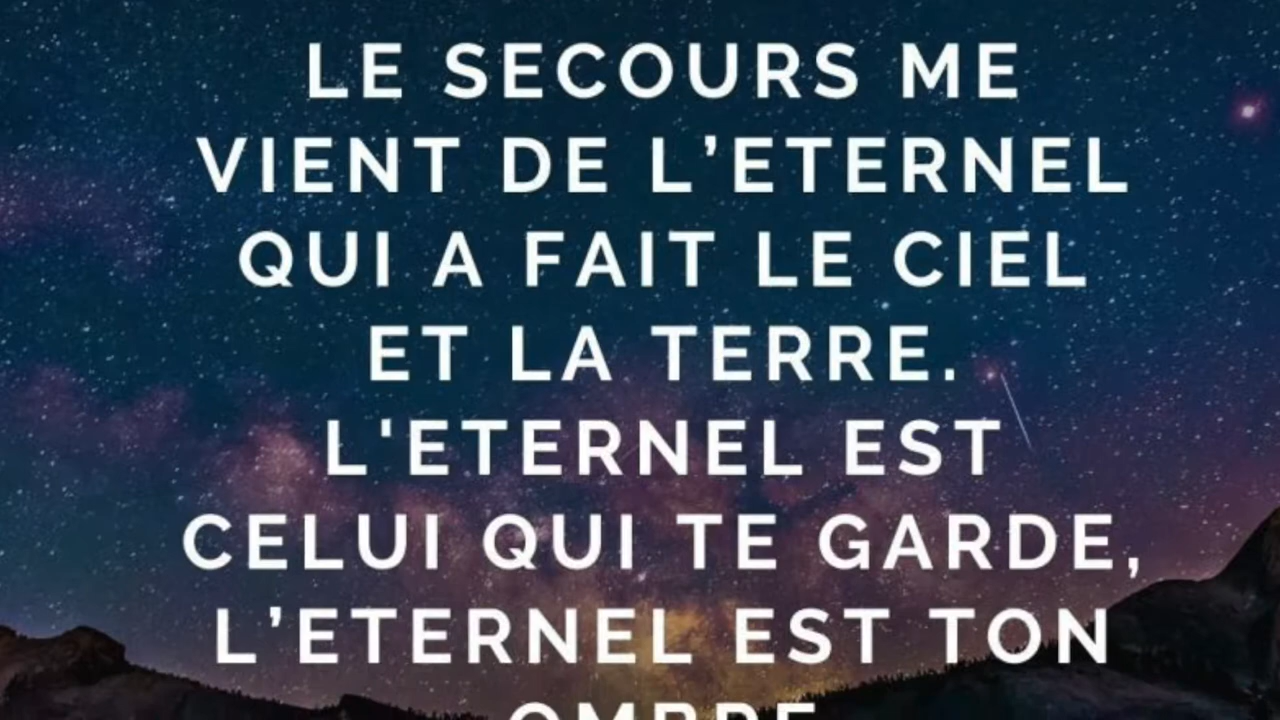 LE SECOURS ME
VIENT DE L’ETERNEL
QUI A FAIT LE CIEL
ET LA TERRE.
L'ETERNEL EST
CELUI QUI TE GARDE,
L’ETERNEL EST TON
OMBRE